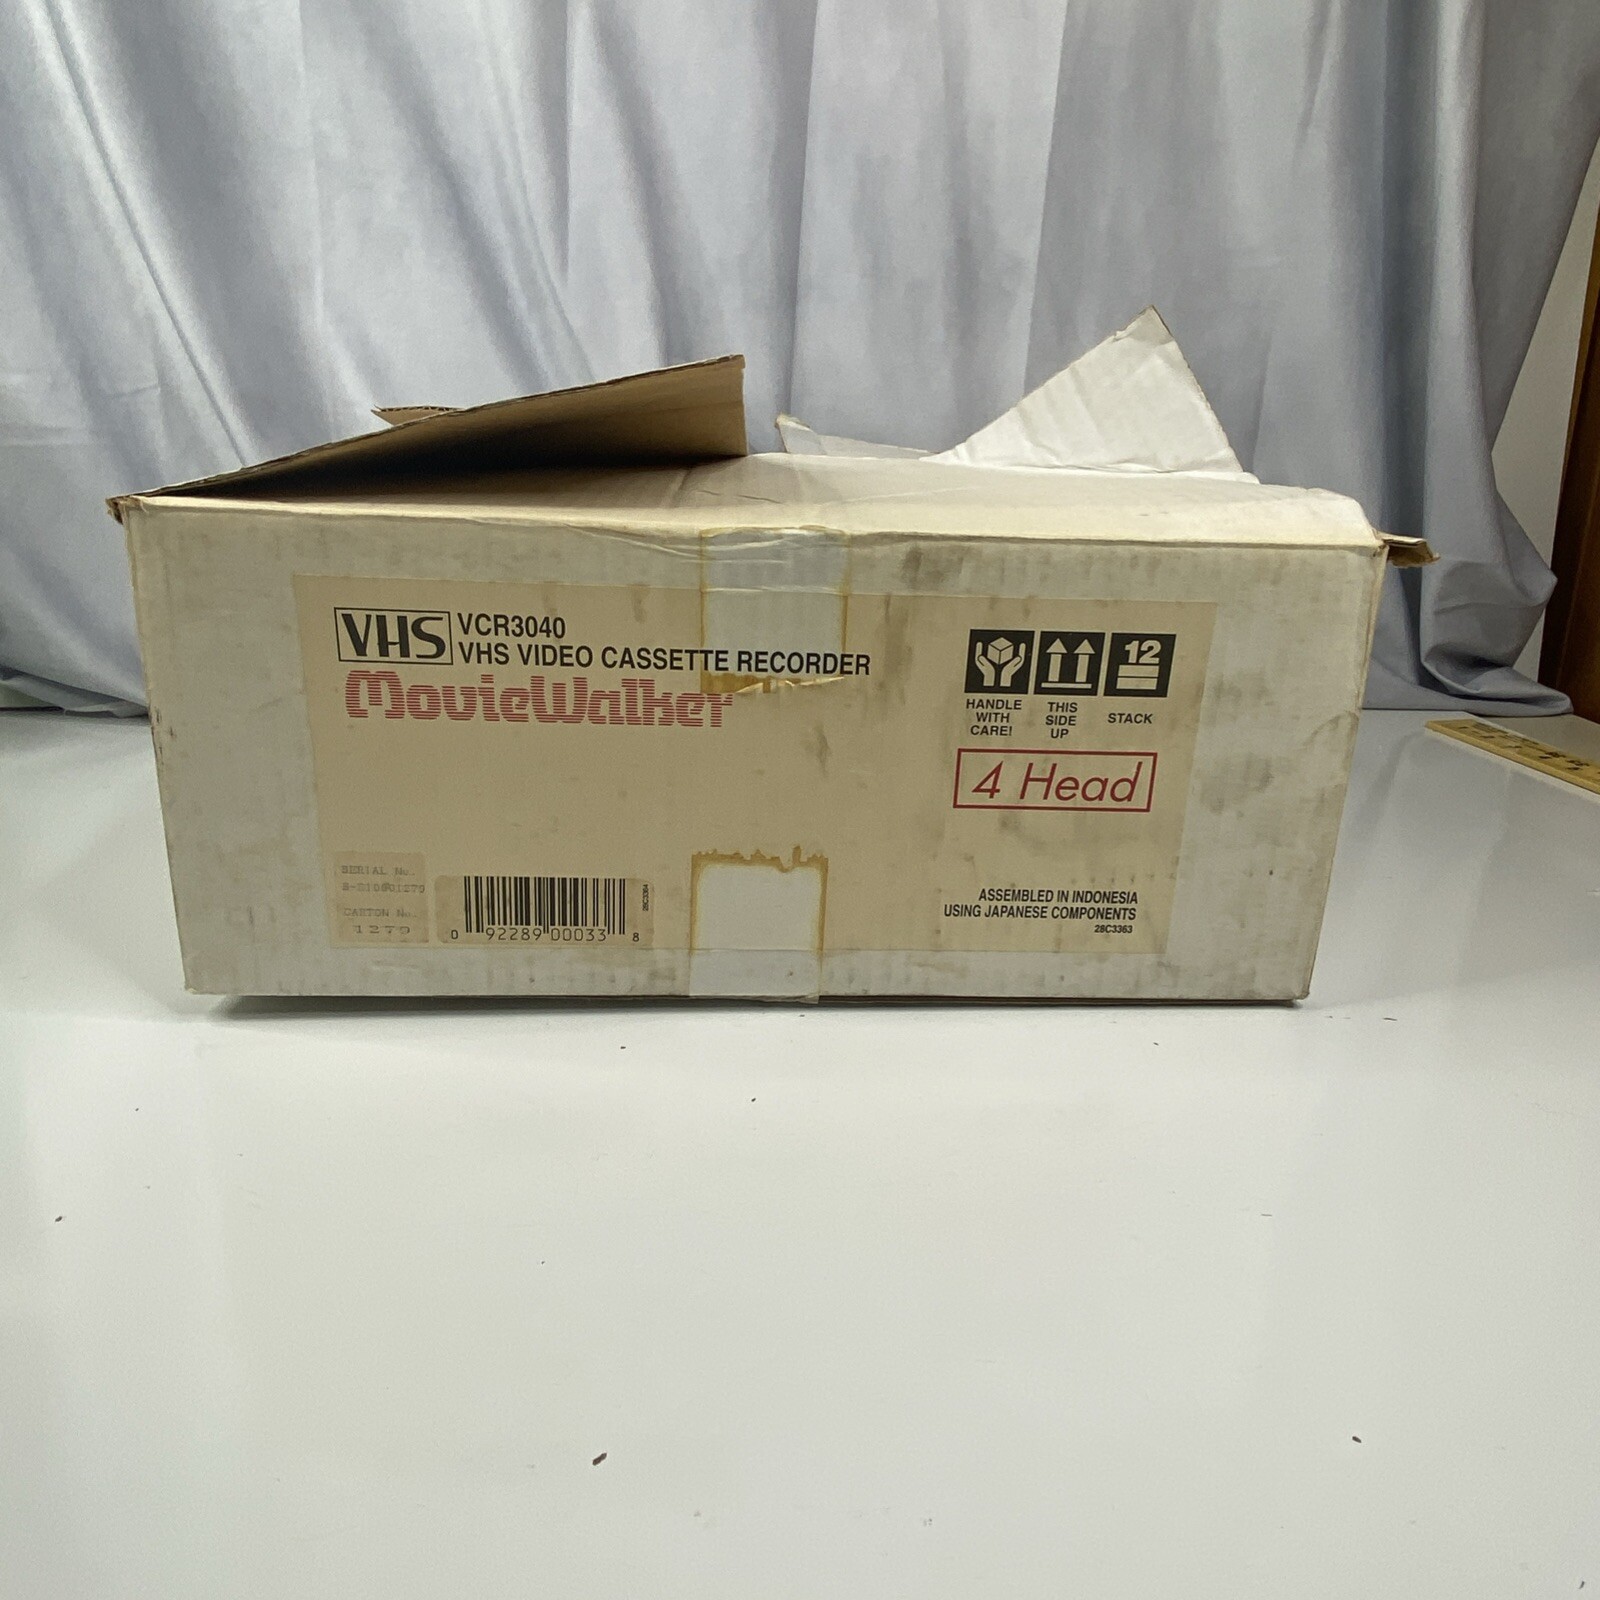 VHS
VCR3040
VHS VIDEO CASSETTE RECORDER
MovieWalker
12
HANDLE WITH CARE!
THIS SIDE UP
STACK
4 Head
SERIAL No.
CARTON No.
1279
28C3364
0 92289 00033 8
ASSEMBLED IN INDONESIA
USING JAPANESE COMPONENTS
28C3363